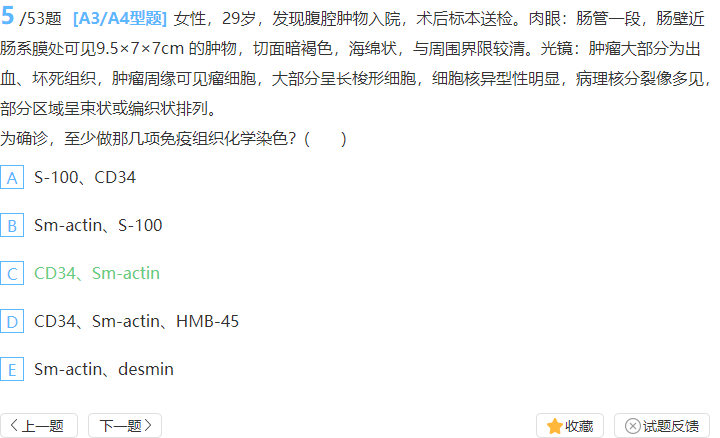 5 /53题 [A3/A4型题] 女性，29岁，发现腹腔肿物入院，术后标本送检。肉眼：肠管一段，肠壁近
肠系膜处可见9.5×7×7cm 的肿物，切面暗褐色，海绵状，与周围界限较清。光镜：肿瘤大部分为出
血、坏死组织，肿瘤周缘可见瘤细胞，大部分呈长梭形细胞，细胞核异型性明显，病理核分裂像多见，
部分区域呈束状或编织状排列。
为确诊，至少做那几项免疫组织化学染色？(　　)
A S-100、CD34
B Sm-actin、S-100
C CD34、Sm-actin
D CD34、Sm-actin、HMB-45
E Sm-actin、desmin
上一题 下一题 收藏 试题反馈